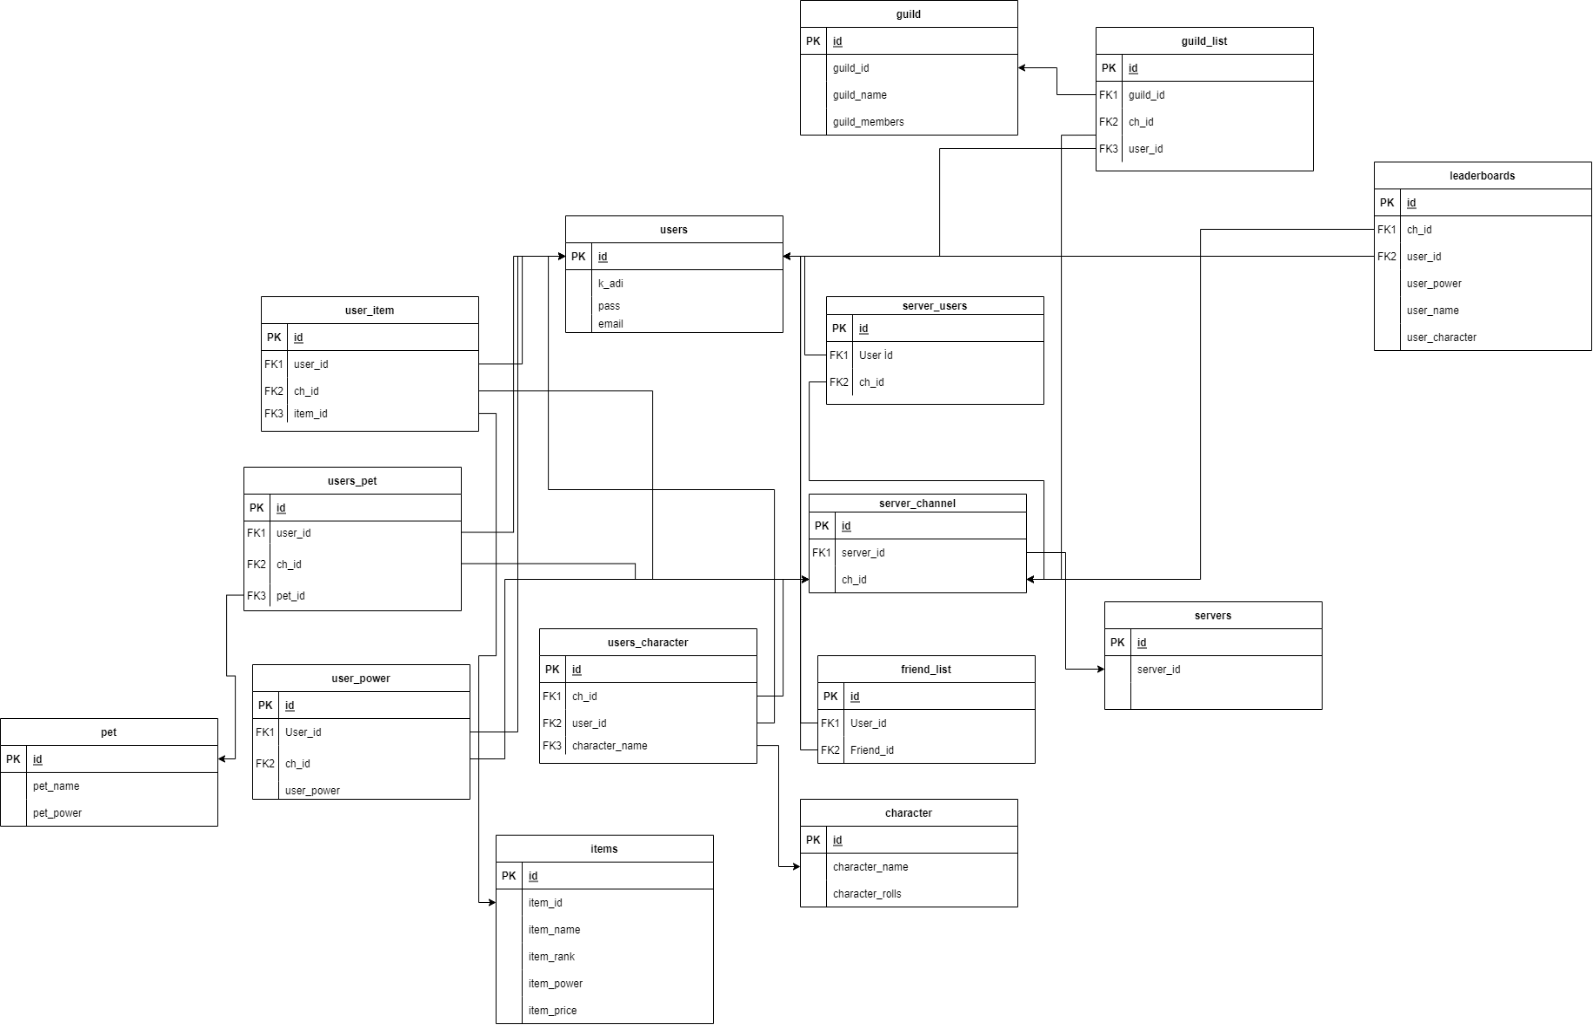 guild
PK id
guild_id
guild_name
guild_members
guild_list
PK id
FK1 guild_id
FK2 ch_id
FK3 user_id
leaderboards
PK id
FK1 ch_id
FK2 user_id
user_power
user_name
user_character
users
PK id
k_adi
pass
email
user_item
PK id
FK1 user_id
FK2 ch_id
FK3 item_id
server_users
PK id
FK1 User İd
FK2 ch_id
users_pet
PK id
FK1 user_id
FK2 ch_id
FK3 pet_id
server_channel
PK id
FK1 server_id
ch_id
servers
PK id
server_id
users_character
PK id
FK1 ch_id
FK2 user_id
FK3 character_name
friend_list
PK id
FK1 User_id
FK2 Friend_id
user_power
PK id
FK1 User_id
FK2 ch_id
user_power
pet
PK id
pet_name
pet_power
character
PK id
character_name
character_rolls
items
PK id
item_id
item_name
item_rank
item_power
item_price